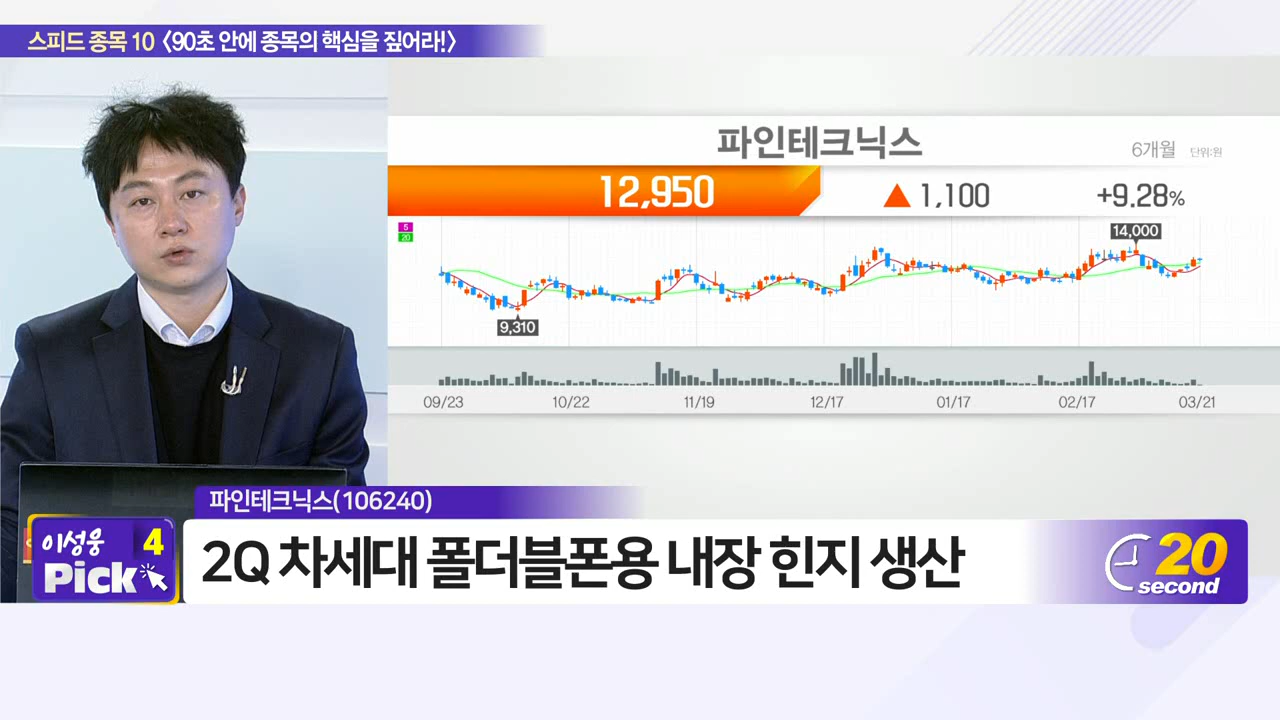 스피드 종목 10 <90초 안에 종목의 핵심을 짚어라!>
파인테크닉스
6개월 단위:원
12,950 ▲ 1,100 +9.28%
5
20
14,000
9,310
09/23 10/22 11/19 12/17 01/17 02/17 03/21
파인테크닉스(106240)
이성웅 4
Pick
2Q 차세대 폴더블폰용 내장 힌지 생산
20
second